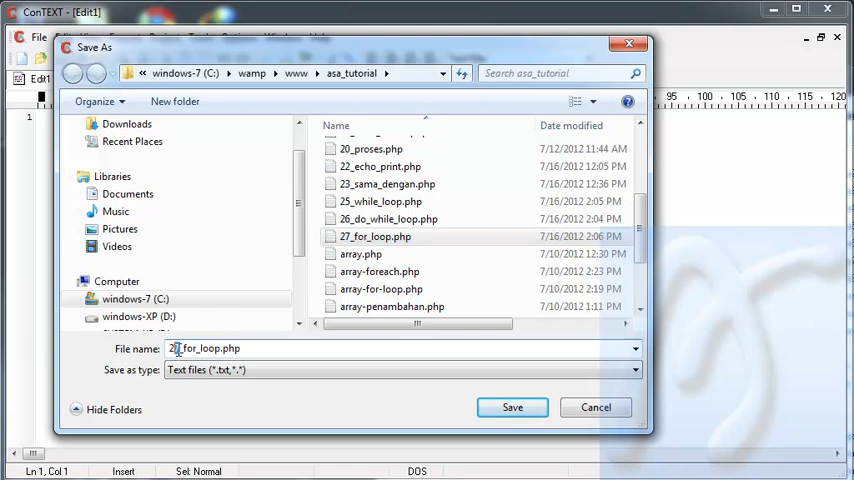 ConTEXT - [Edit1]
File
Edit1
Save As
windows-7 (C:) wamp www asa_tutorial
Search asa_tutorial
Organize
New folder
Name
Date modified
Downloads
Recent Places
Libraries
Documents
Music
Pictures
Videos
Computer
windows-7 (C:)
windows-XP (D:)
20_proses.php 7/12/2012 11:44 AM
22_echo_print.php 7/16/2012 12:05 PM
23_sama_dengan.php 7/16/2012 12:36 PM
25_while_loop.php 7/16/2012 2:05 PM
26_do_while_loop.php 7/16/2012 2:04 PM
27_for_loop.php 7/16/2012 2:06 PM
array.php 7/10/2012 12:30 PM
array-foreach.php 7/10/2012 2:23 PM
array-for-loop.php 7/10/2012 2:19 PM
array-penambahan.php 7/10/2012 1:11 PM
95 100 105 110 115 120
1
File name: 27_for_loop.php
Save as type: Text files (*.txt,*.*)
Hide Folders
Save
Cancel
Ln 1, Col 1
Insert
Sel: Normal
DOS